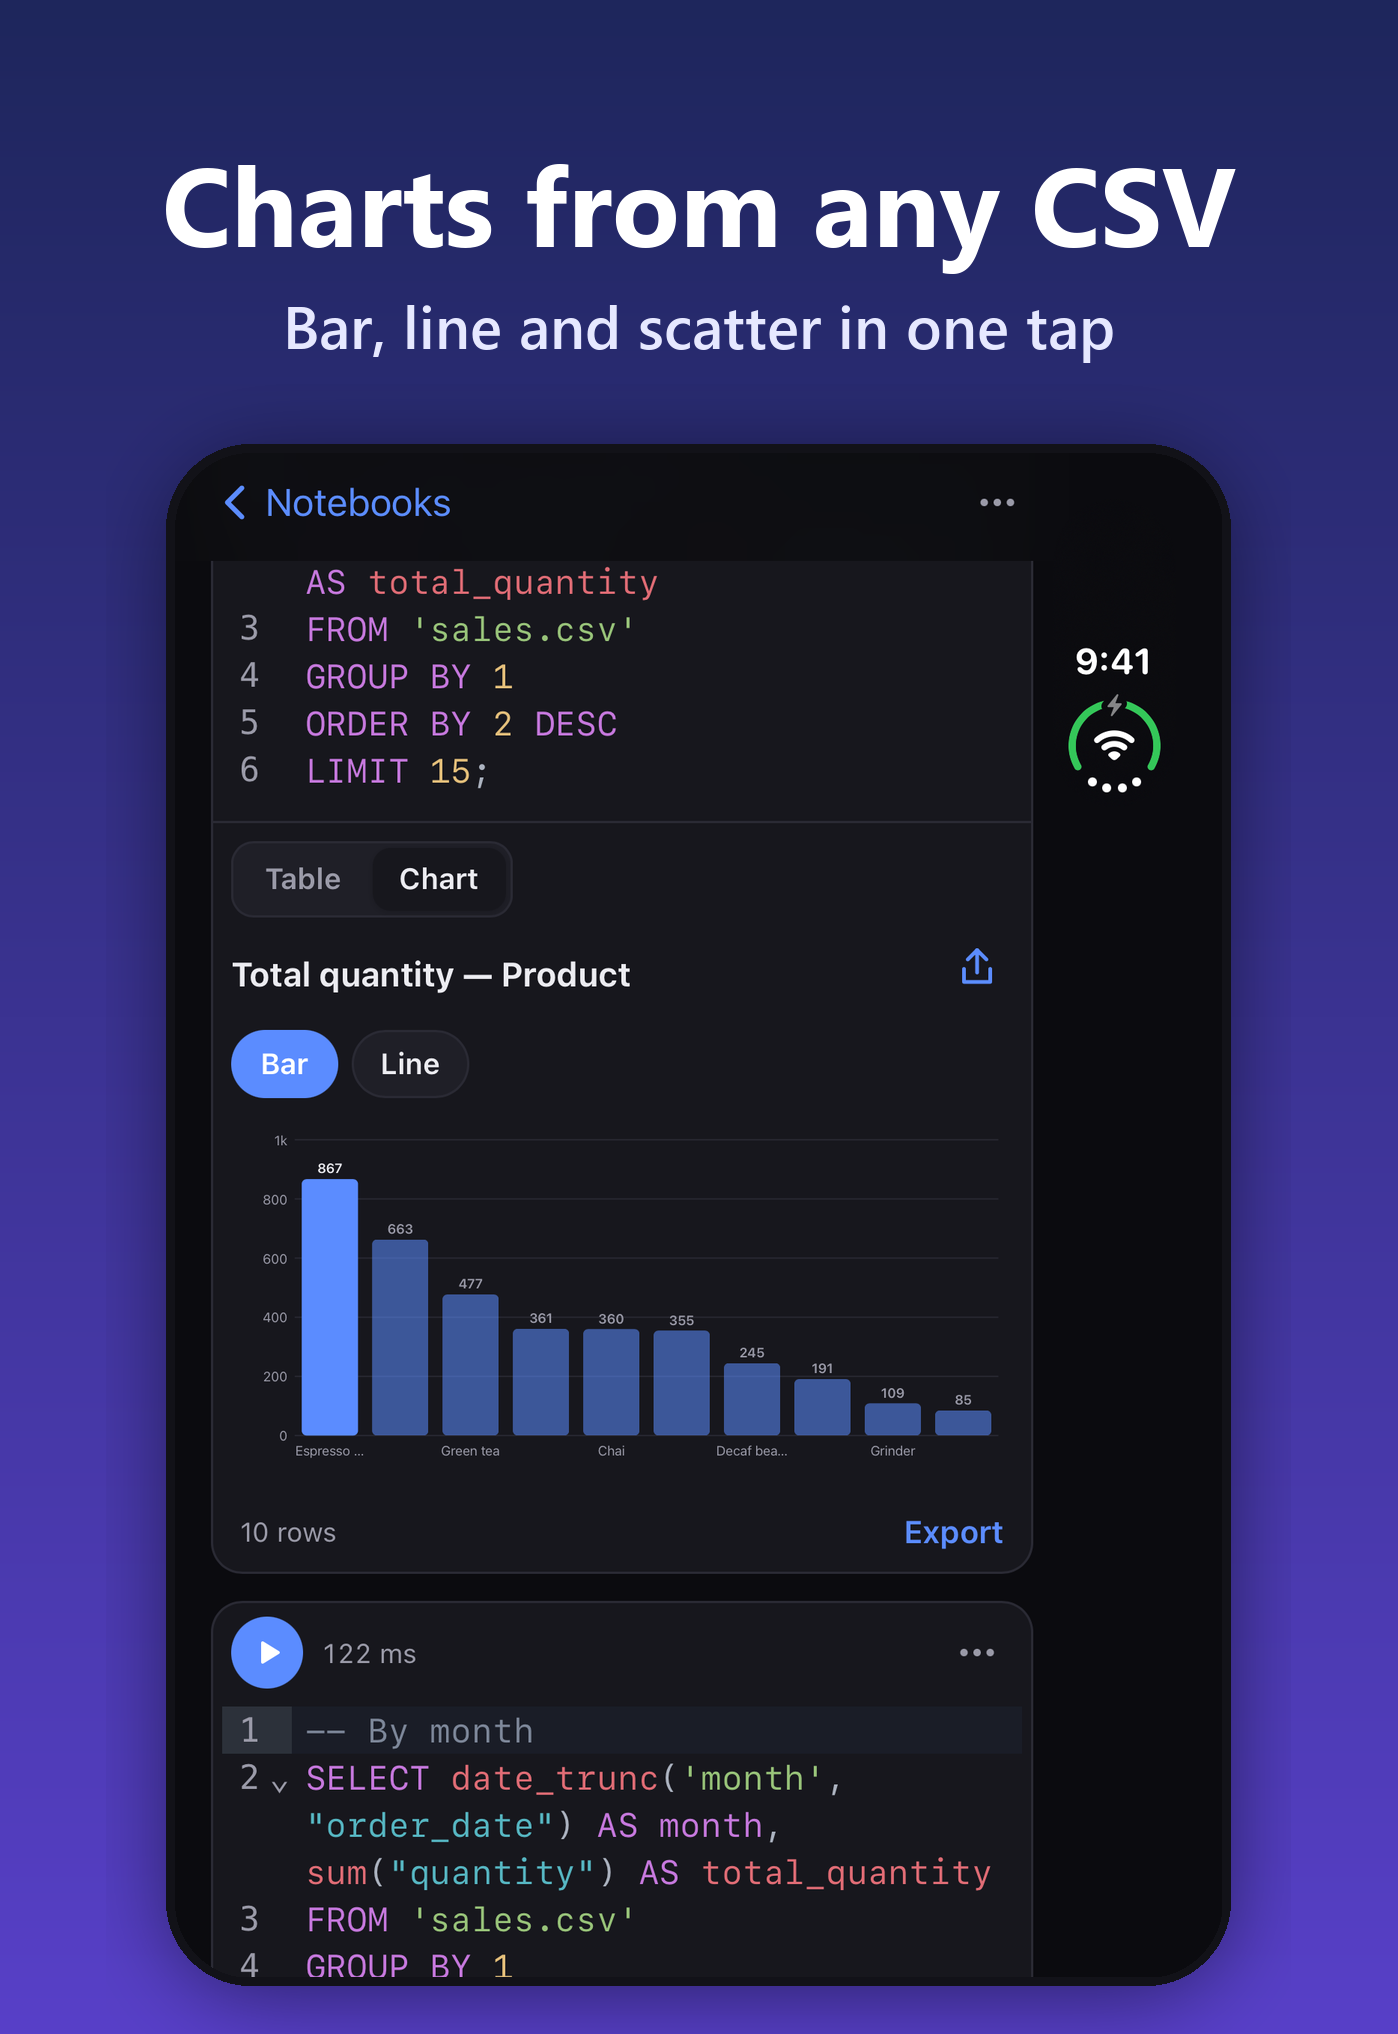 Charts from any CSV
Bar, line and scatter in one tap
Notebooks
AS total_quantity
3 FROM 'sales.csv'
4 GROUP BY 1
5 ORDER BY 2 DESC
6 LIMIT 15;
9:41
Table Chart
Total quantity — Product
Bar Line
1k
800
600
400
200
0
867
663
477
361
360
355
245
191
109
85
Espresso ...
Green tea
Chai
Decaf bea...
Grinder
10 rows
Export
122 ms
1 -- By month
2 SELECT date_trunc('month',
"order_date") AS month,
sum("quantity") AS total_quantity
3 FROM 'sales.csv'
4 GROUP BY 1